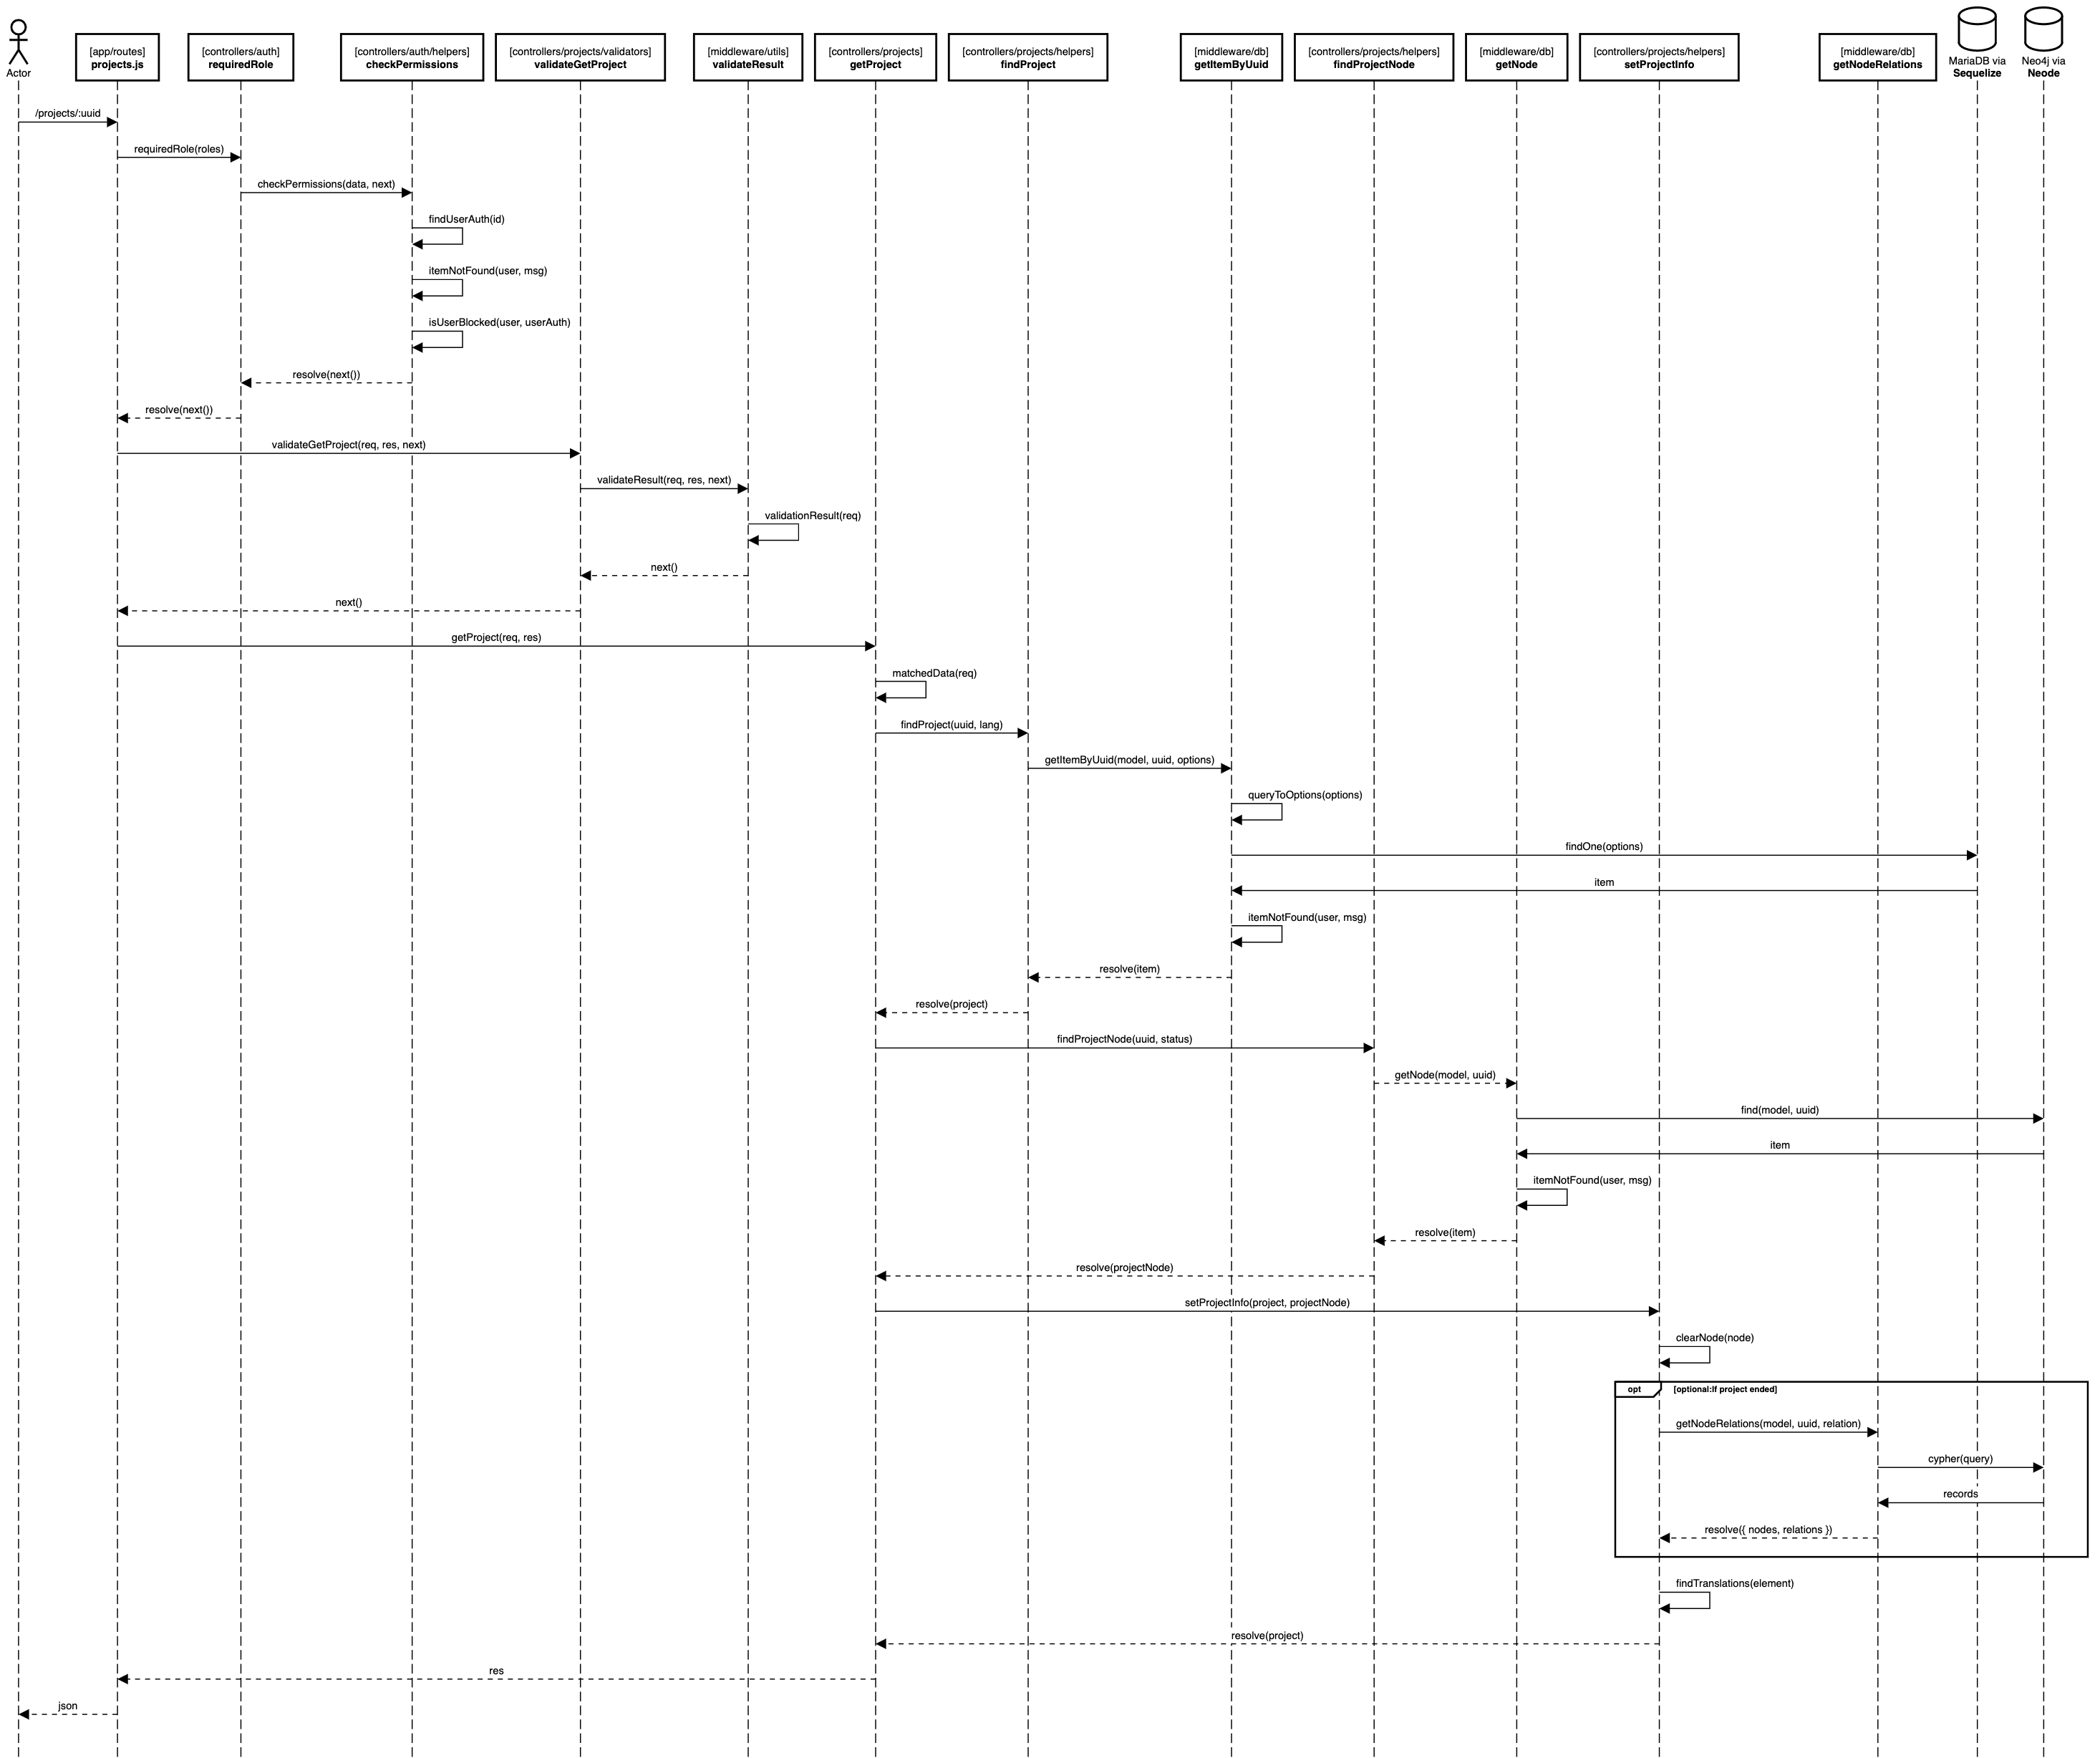 Actor
[app/routes]
projects.js
[controllers/auth]
requiredRole
[controllers/auth/helpers]
checkPermissions
[controllers/projects/validators]
validateGetProject
[middleware/utils]
validateResult
[controllers/projects]
getProject
[controllers/projects/helpers]
findProject
[middleware/db]
getItemByUuid
[controllers/projects/helpers]
findProjectNode
[middleware/db]
getNode
[controllers/projects/helpers]
setProjectInfo
[middleware/db]
getNodeRelations
MariaDB via
Sequelize
Neo4j via
Neode
/projects/:uuid
requiredRole(roles)
checkPermissions(data, next)
findUserAuth(id)
itemNotFound(user, msg)
isUserBlocked(user, userAuth)
resolve(next())
resolve(next())
validateGetProject(req, res, next)
validateResult(req, res, next)
validationResult(req)
next()
next()
getProject(req, res)
matchedData(req)
findProject(uuid, lang)
getItemByUuid(model, uuid, options)
queryToOptions(options)
findOne(options)
item
itemNotFound(user, msg)
resolve(item)
resolve(project)
findProjectNode(uuid, status)
getNode(model, uuid)
find(model, uuid)
item
itemNotFound(user, msg)
resolve(item)
resolve(projectNode)
setProjectInfo(project, projectNode)
clearNode(node)
opt
[optional:If project ended]
getNodeRelations(model, uuid, relation)
cypher(query)
records
resolve({ nodes, relations })
findTranslations(element)
resolve(project)
res
json